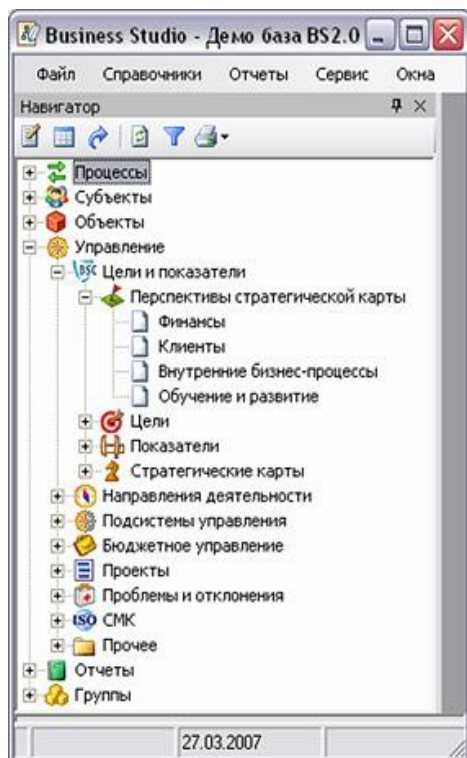 Business Studio - Демо база BS2.0
Файл Справочники Отчеты Сервис Окна
Навигатор
Процессы
Субъекты
Объекты
Управление
BSC Цели и показатели
Перспективы стратегической карты
Финансы
Клиенты
Внутренние бизнес-процессы
Обучение и развитие
Цели
Показатели
Стратегические карты
Направления деятельности
Подсистемы управления
Бюджетное управление
Проекты
Проблемы и отклонения
ISO СМК
Прочее
Отчеты
Группы
27.03.2007